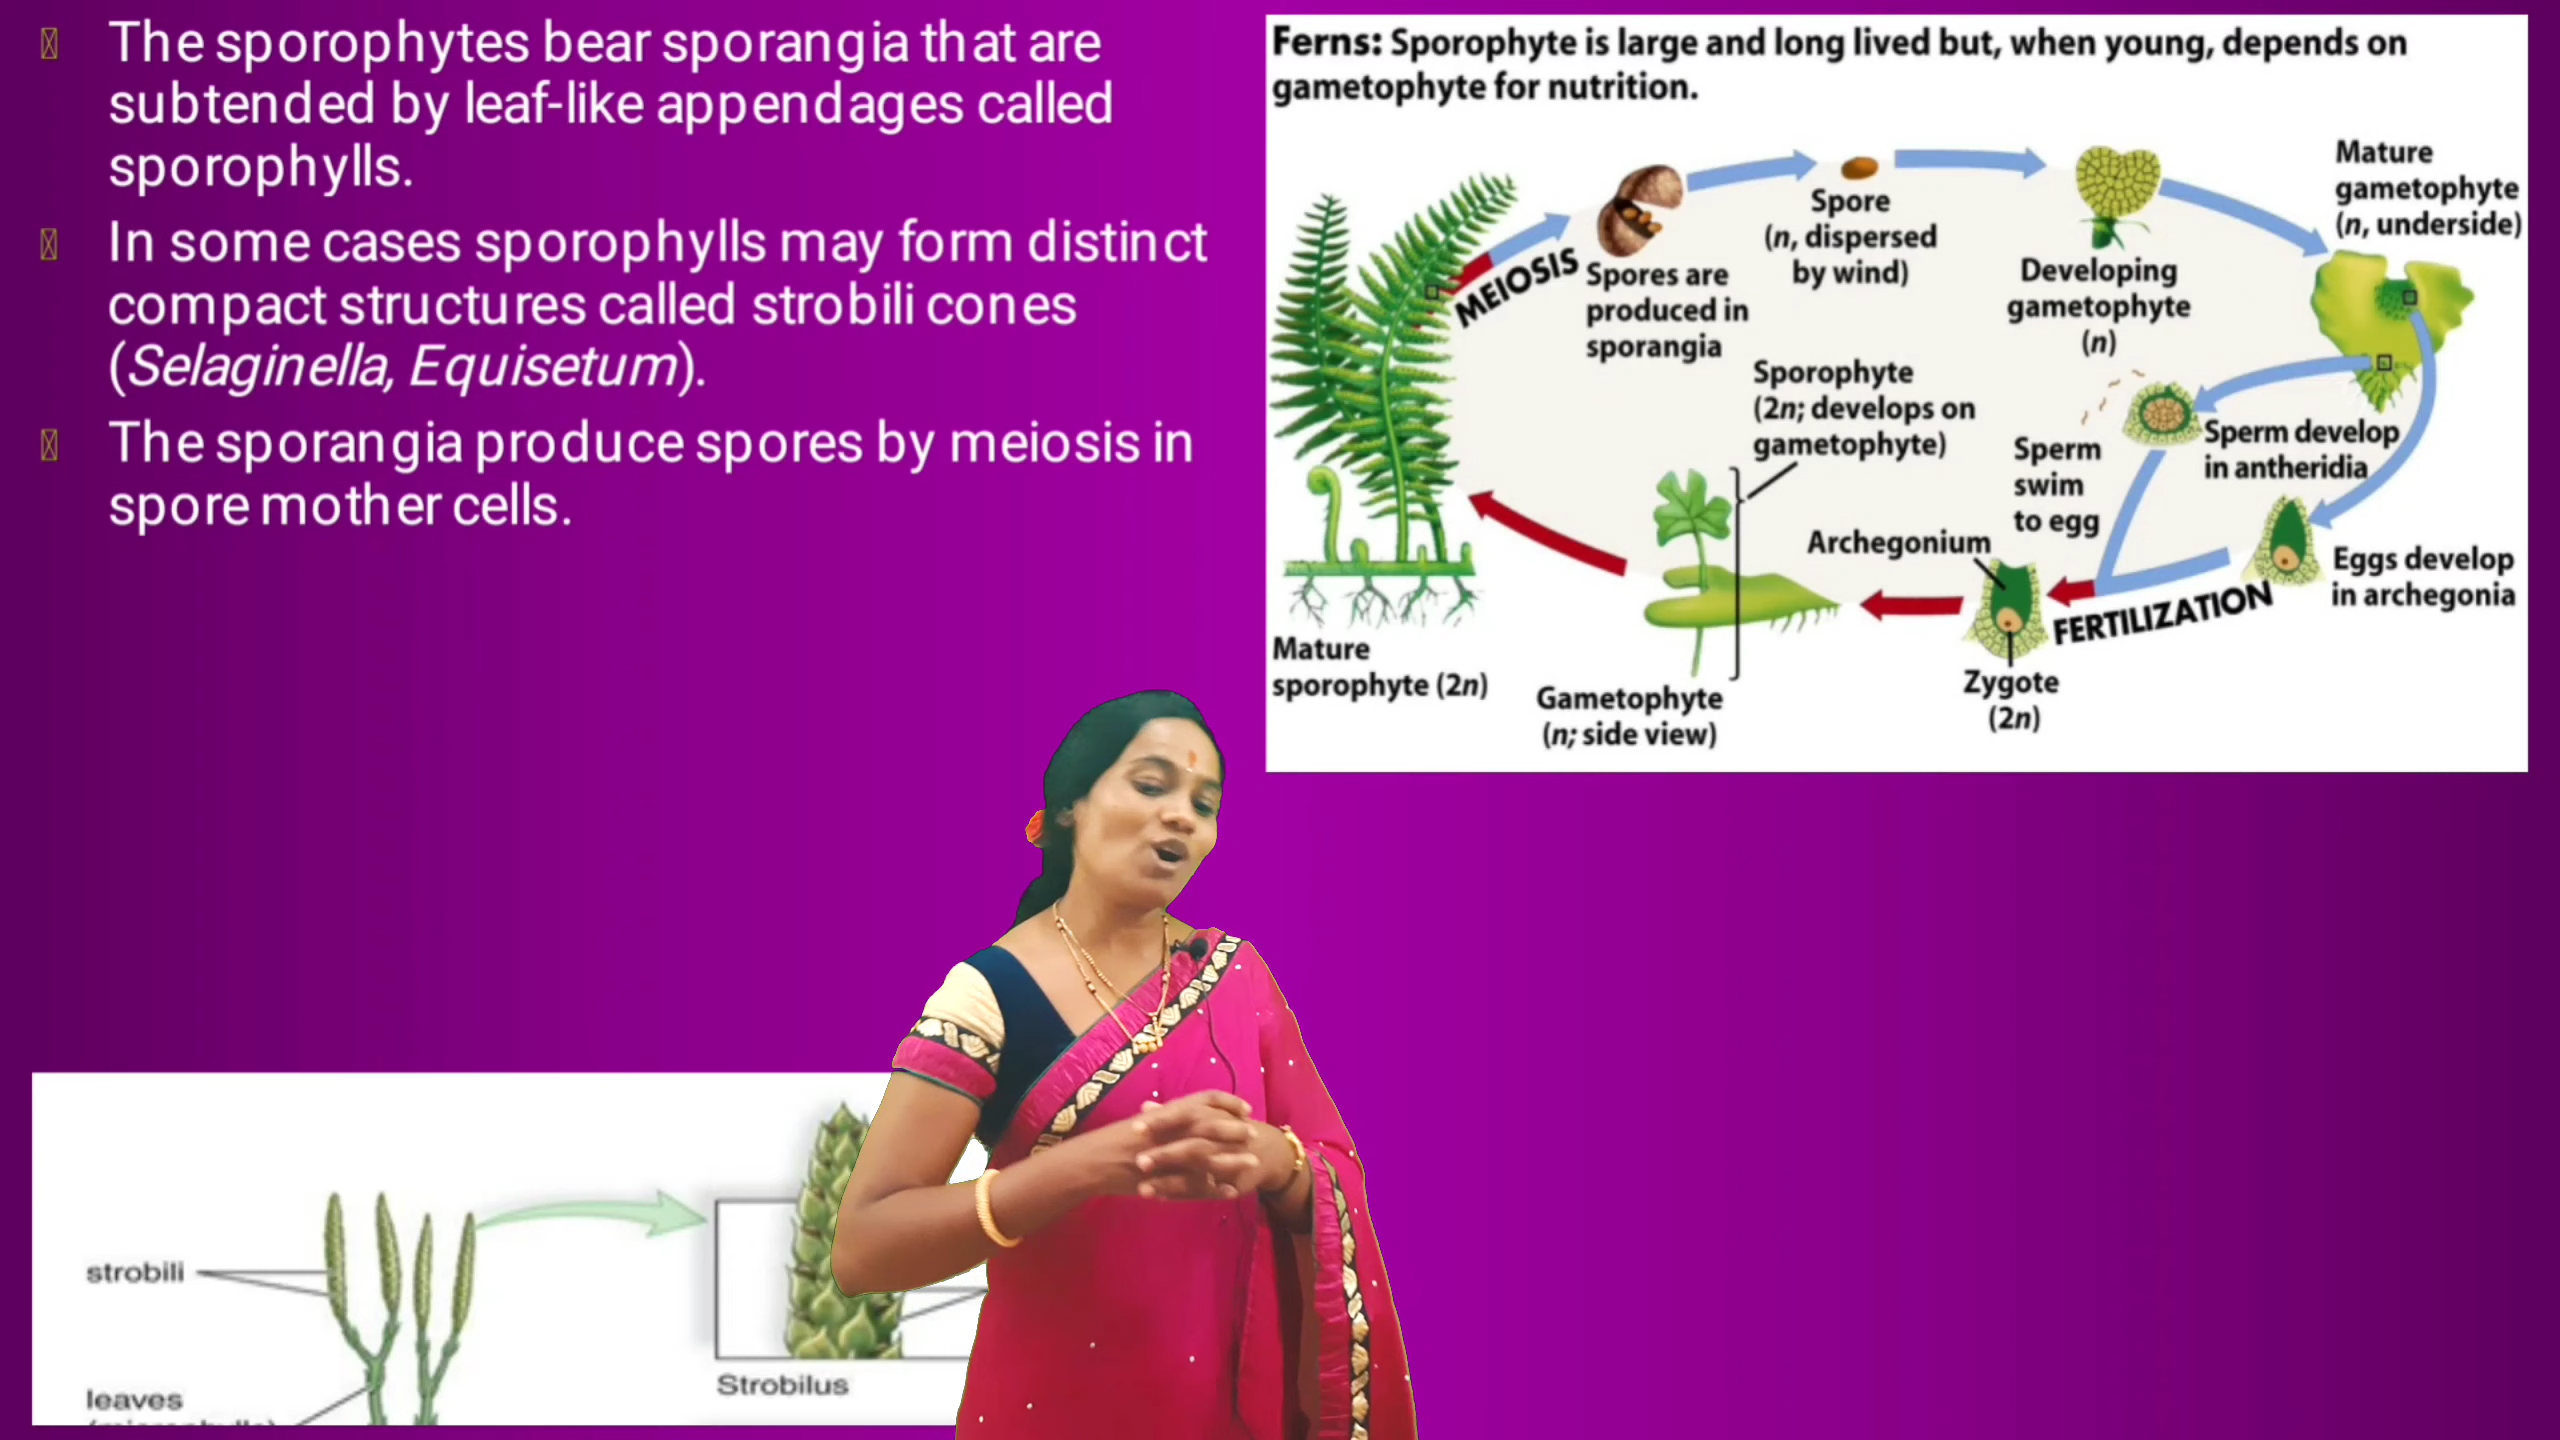 The sporophytes bear sporangia that are
subtended by leaf-like appendages called
sporophylls.
In some cases sporophylls may form distinct
compact structures called strobili cones
(Selaginella, Equisetum).
The sporangia produce spores by meiosis in
spore mother cells.
Ferns: Sporophyte is large and long lived but, when young, depends on
gametophyte for nutrition.
MEIOSIS
Spores are
produced in
sporangia
Spore
(n, dispersed
by wind)
Developing
gametophyte
(n)
Mature
gametophyte
(n, underside)
Sperm develop
in antheridia
Sperm
swim
to egg
Eggs develop
in archegonia
FERTILIZATION
Archegonium
Zygote
(2n)
Sporophyte
(2n; develops on
gametophyte)
Gametophyte
(n; side view)
Mature
sporophyte (2n)
strobili
leaves
Strobilus